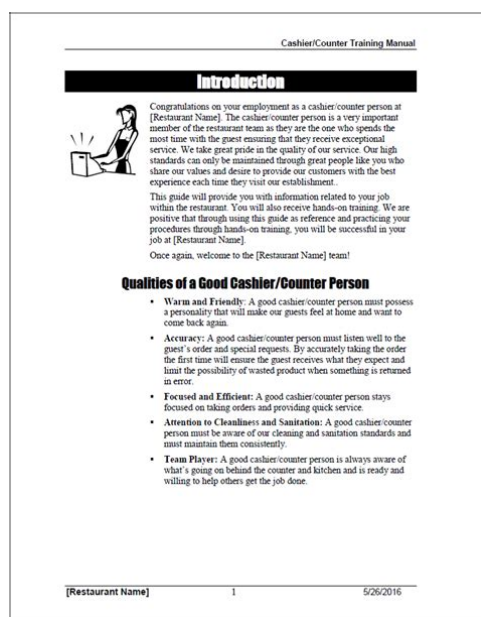 Cashier/Counter Training Manual
Introduction
Congratulations on your employment as a cashier/counter person at
[Restaurant Name]. The cashier/counter person is a very important
member of the restaurant team as they are the one who spends the
most time with the guest ensuring that they receive exceptional
service. We take great pride in the quality of our service. Our high
standards can only be maintained through great people like you who
share our values and desire to provide our customers with the best
experience each time they visit our establishment..
This guide will provide you with information related to your job
within the restaurant. You will also receive hands-on training. We are
positive that through using this guide as reference and practicing your
procedures through hands-on training, you will be successful in your
job at [Restaurant Name].
Once again, welcome to the [Restaurant Name] team!
Qualities of a Good Cashier/Counter Person
• Warm and Friendly: A good cashier/counter person must possess
a personality that will make our guests feel at home and want to
come back again.
• Accuracy: A good cashier/counter person must listen well to the
guest's order and special requests. By accurately taking the order
the first time will ensure the guest receives what they expect and
limit the possibility of wasted product when something is returned
in error.
• Focused and Efficient: A good cashier/counter person stays
focused on taking orders and providing quick service.
• Attention to Cleanliness and Sanitation: A good cashier/counter
person must be aware of our cleaning and sanitation standards and
must maintain them consistently.
• Team Player: A good cashier/counter person is always aware of
what's going on behind the counter and kitchen and is ready and
willing to help others get the job done.
[Restaurant Name] 1 5/26/2016